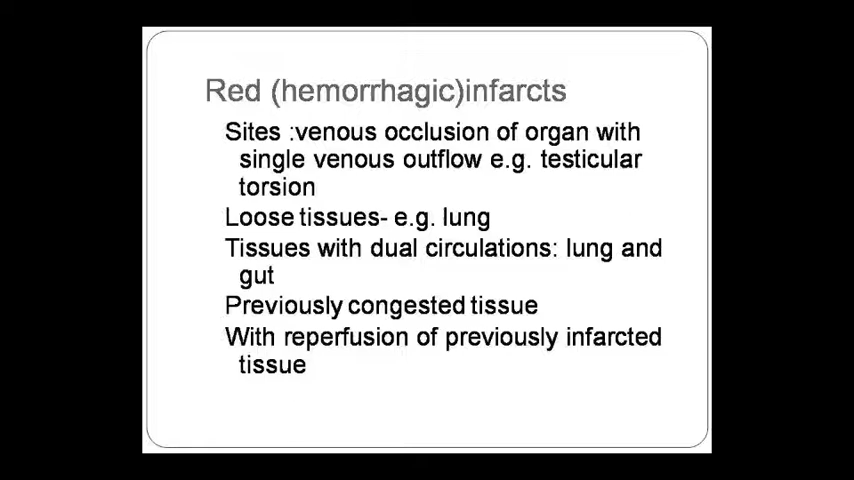 Red (hemorrhagic)infarcts
Sites :venous occlusion of organ with
single venous outflow e.g. testicular
torsion
Loose tissues- e.g. lung
Tissues with dual circulations: lung and
gut
Previously congested tissue
With reperfusion of previously infarcted
tissue